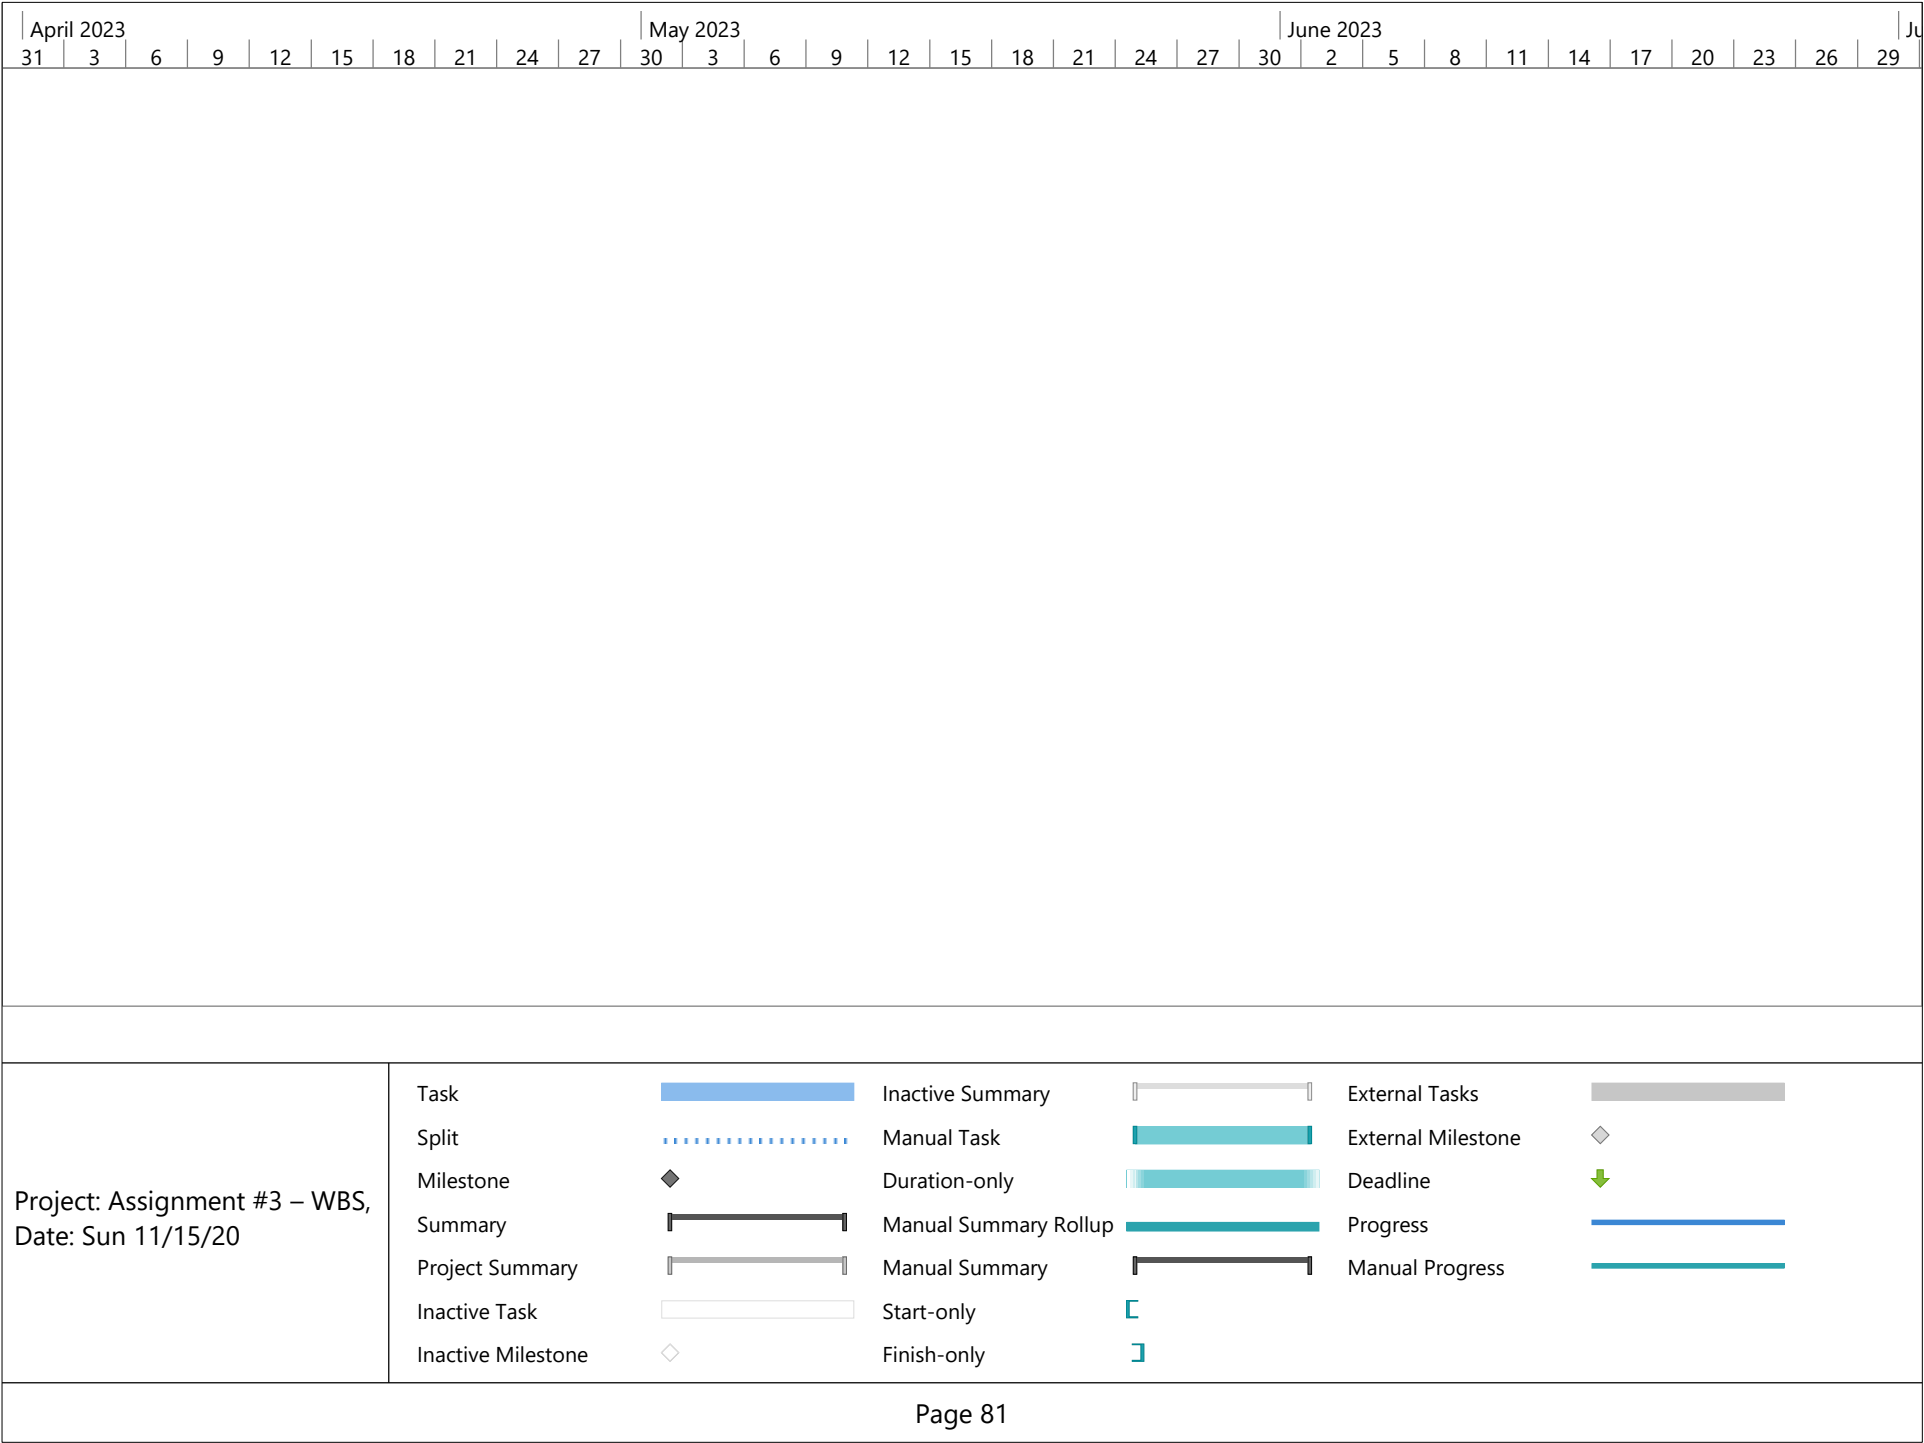 April 2023 May 2023 June 2023 Ju
31 3 6 9 12 15 18 21 24 27 30 3 6 9 12 15 18 21 24 27 30 2 5 8 11 14 17 20 23 26 29
Project: Assignment #3 – WBS,
Date: Sun 11/15/20
Task
Split
Milestone
Summary
Project Summary
Inactive Task
Inactive Milestone
Inactive Summary
Manual Task
Duration-only
Manual Summary Rollup
Manual Summary
Start-only
Finish-only
External Tasks
External Milestone
Deadline
Progress
Manual Progress
Page 81